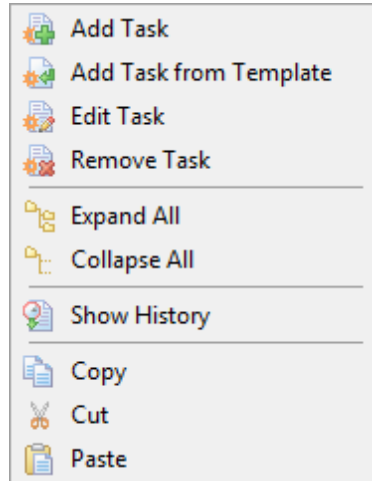 Add Task
Add Task from Template
Edit Task
Remove Task
Expand All
Collapse All
Show History
Copy
Cut
Paste